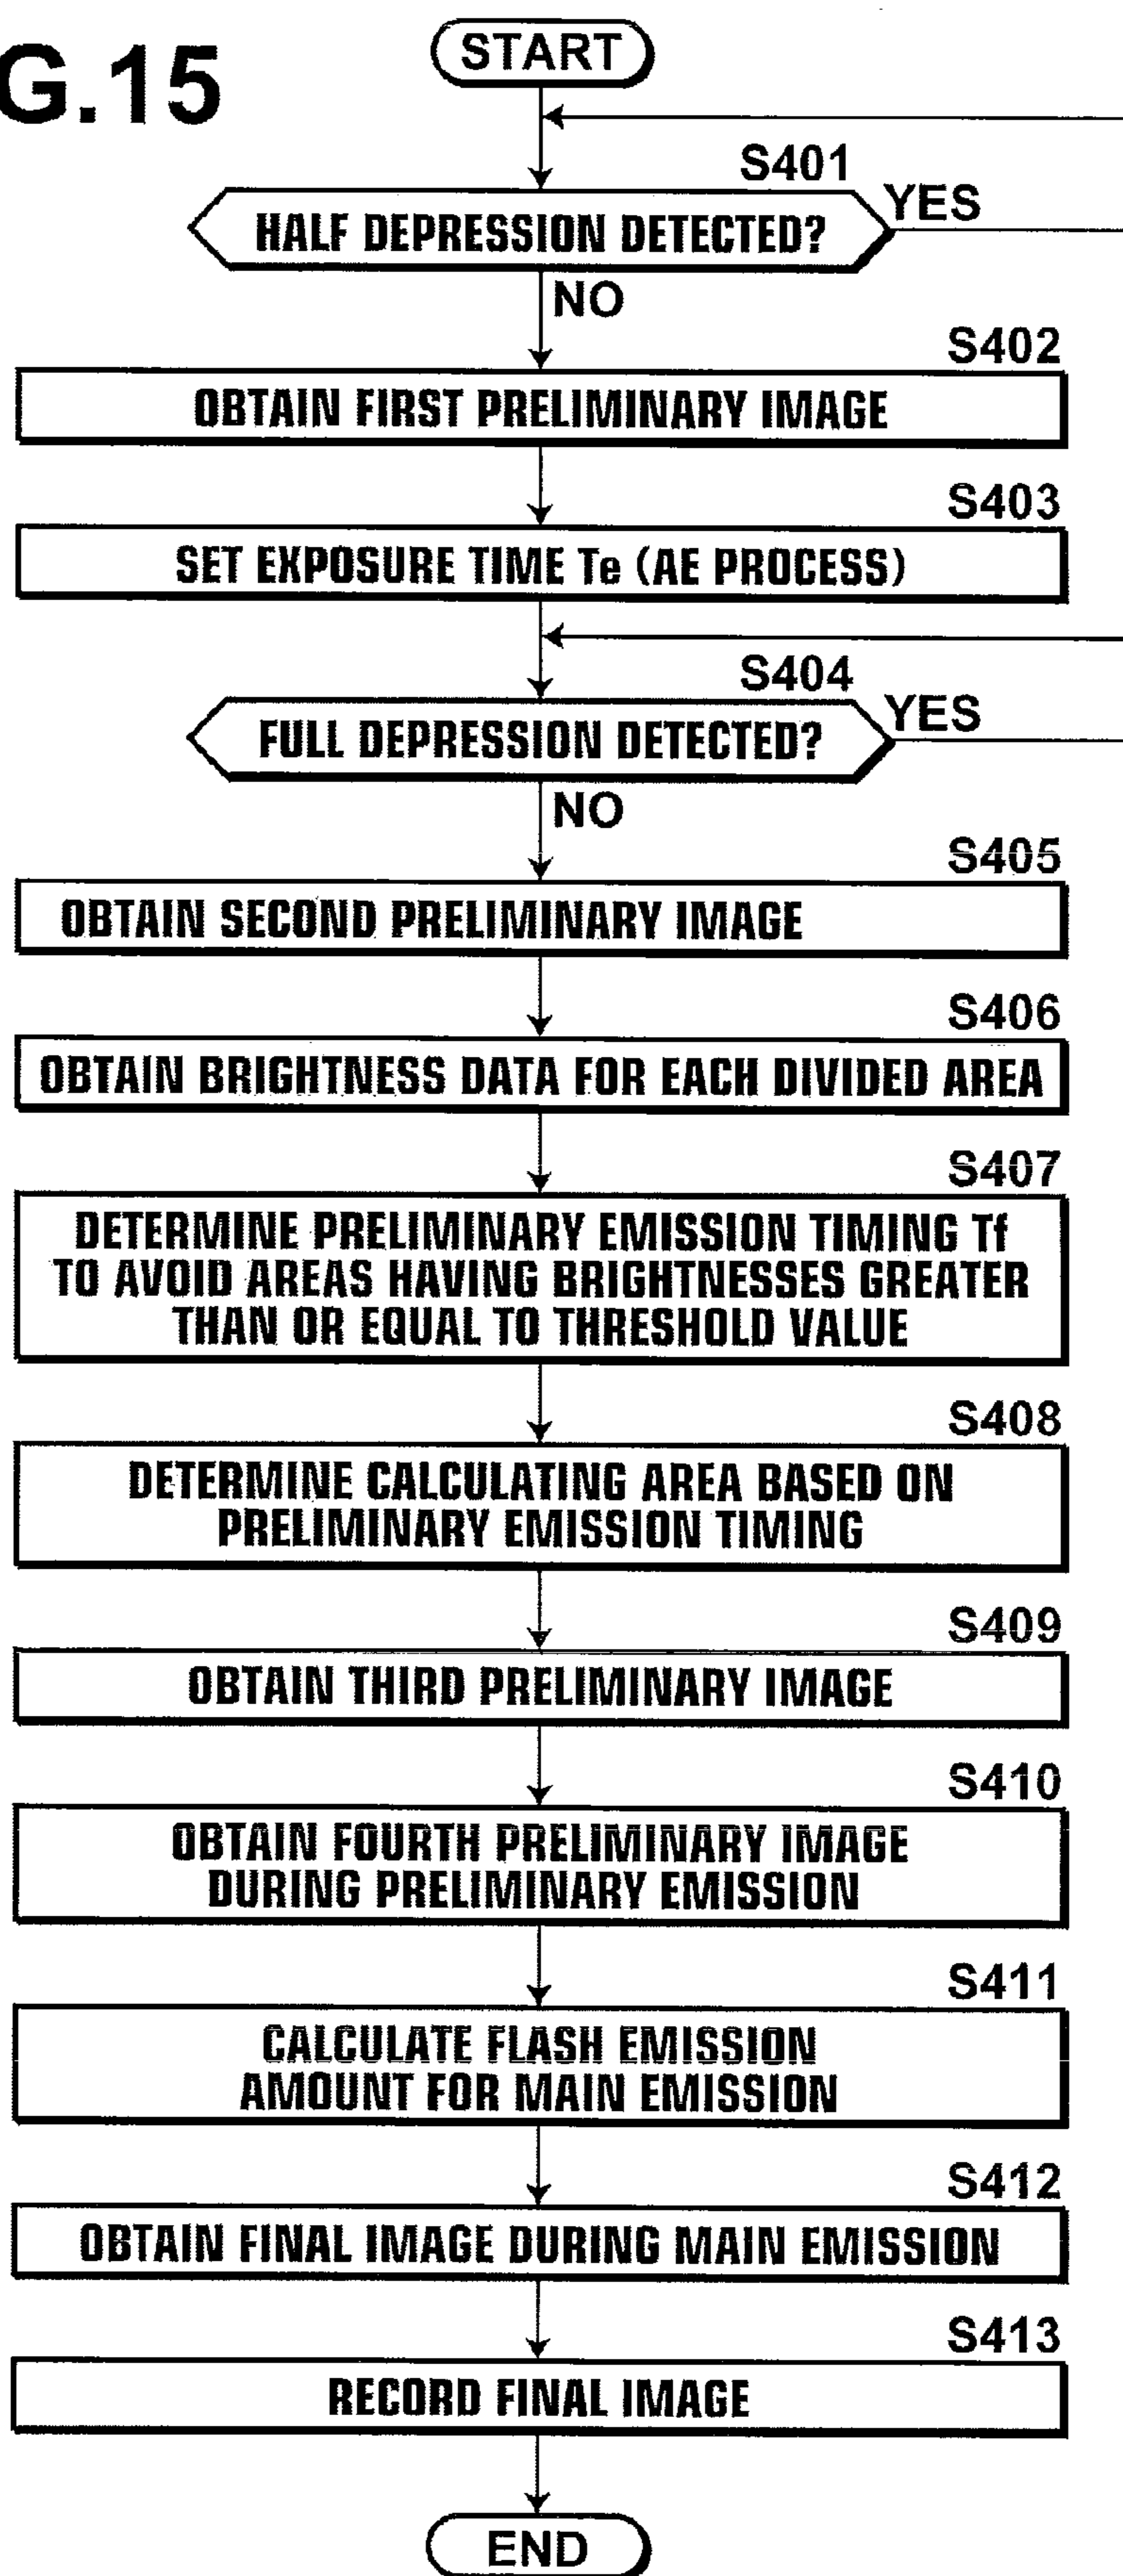 G.15
START
S401
HALF DEPRESSION DETECTED?
YES
NO
S402
OBTAIN FIRST PRELIMINARY IMAGE
S403
SET EXPOSURE TIME Te (AE PROCESS)
S404
FULL DEPRESSION DETECTED?
YES
NO
S405
OBTAIN SECOND PRELIMINARY IMAGE
S406
OBTAIN BRIGHTNESS DATA FOR EACH DIVIDED AREA
S407
DETERMINE PRELIMINARY EMISSION TIMING Tf
TO AVOID AREAS HAVING BRIGHTNESSES GREATER
THAN OR EQUAL TO THRESHOLD VALUE
S408
DETERMINE CALCULATING AREA BASED ON
PRELIMINARY EMISSION TIMING
S409
OBTAIN THIRD PRELIMINARY IMAGE
S410
OBTAIN FOURTH PRELIMINARY IMAGE
DURING PRELIMINARY EMISSION
S411
CALCULATE FLASH EMISSION
AMOUNT FOR MAIN EMISSION
S412
OBTAIN FINAL IMAGE DURING MAIN EMISSION
S413
RECORD FINAL IMAGE
END